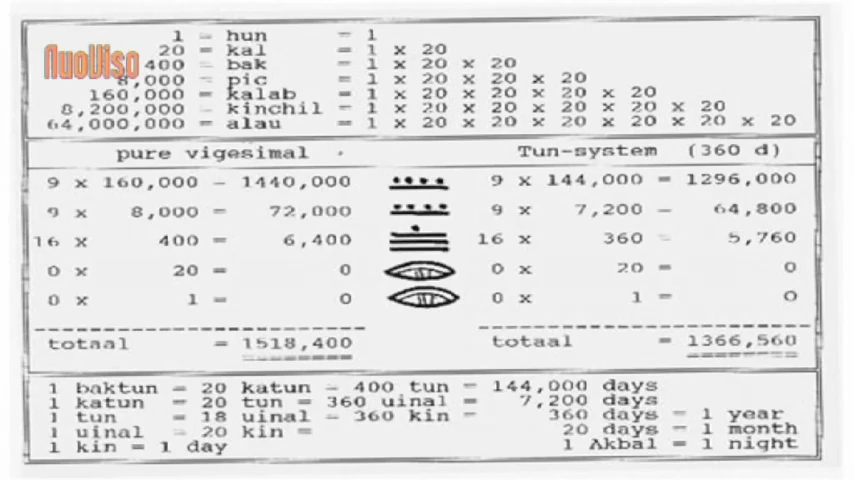 1 = hun = 1
20 = kal = 1 x 20
NuoViso
400 = bak = 1 x 20 x 20
8,000 = pic = 1 x 20 x 20 x 20
160,000 = kalab = 1 x 20 x 20 x 20 x 20
8,200,000 - kinchil = 1 x 20 x 20 x 20 x 20 x 20
64,000,000 = alau = 1 x 20 x 20 x 20 x 20 x 20 x 20
pure vigesimal Tun-system (360 d)
9 x 160,000 - 1440,000 9 x 144,000 = 1296,000
9 x 8,000 = 72,000 9 x 7,200 - 64,800
16 x 400 = 6,400 16 x 360 = 5,760
0 x 20 = 0 0 x 20 = 0
0 x 1 = 0 0 x 1 = 0
totaal = 1518,400 totaal = 1366,560
1 baktun = 20 katun - 400 tun = 144,000 days
1 katun = 20 tun = 360 uinal = 7,200 days
1 tun = 18 uinal - 360 kin = 360 days = 1 year
1 uinal = 20 kin = 20 days = 1 month
1 kin = 1 day 1 Akbal = 1 night